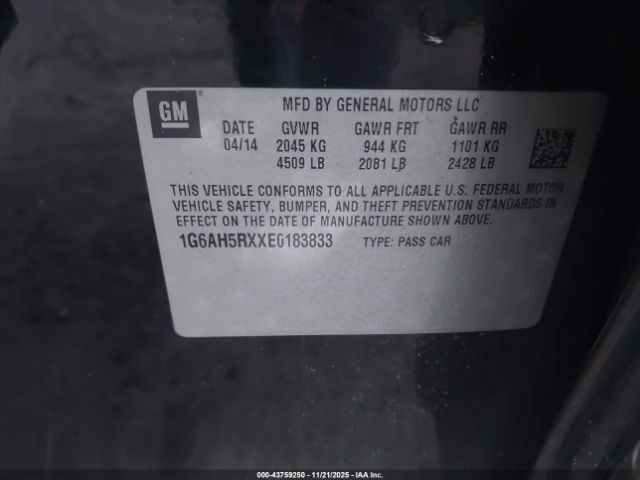 GM
MFD BY GENERAL MOTORS LLC
DATE GVWR GAWR FRT GAWR RR
04/14 2045 KG 944 KG 1101 KG
4509 LB 2081 LB 2428 LB
THIS VEHICLE CONFORMS TO ALL APPLICABLE U.S. FEDERAL MOTOR
VEHICLE SAFETY, BUMPER, AND THEFT PREVENTION STANDARDS IN
EFFECT ON THE DATE OF MANUFACTURE SHOWN ABOVE.
1G6AH5RXXE0183833 TYPE: PASS CAR
000-43759250 - 11/21/2025 - IAA Inc.